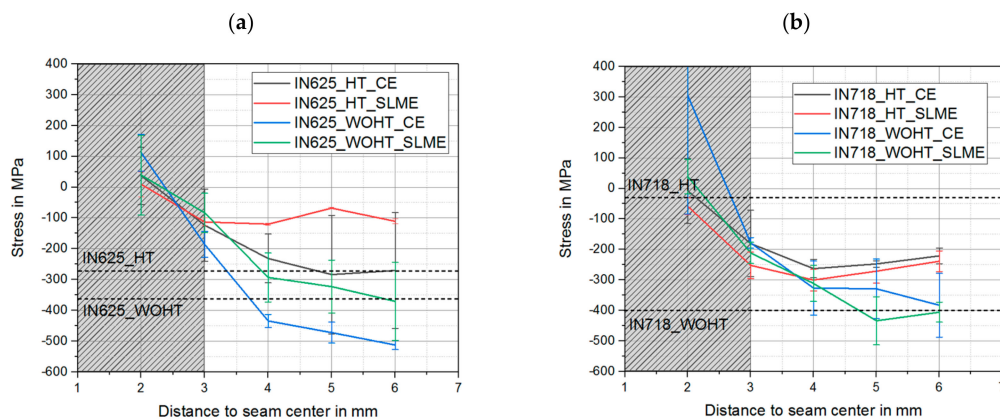 (a)
(b)
400
300
200
100
0
-100
-200
-300
-400
-500
-600
Stress in MPa
IN625_HT_CE
IN625_HT_SLME
IN625_WOHT_CE
IN625_WOHT_SLME
IN625_HT
IN625_WOHT
1 2 3 4 5 6 7
Distance to seam center in mm
400
300
200
100
0
-100
-200
-300
-400
-500
-600
Stress in MPa
IN718_HT_CE
IN718_HT_SLME
IN718_WOHT_CE
IN718_WOHT_SLME
IN718_HT
IN718_WOHT
1 2 3 4 5 6 7
Distance to seam center in mm